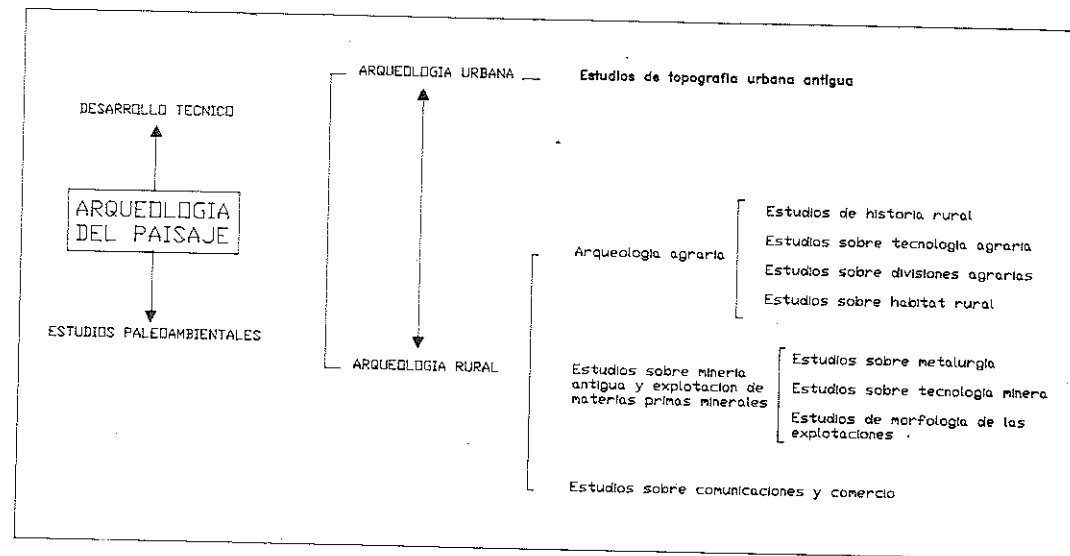 DESARROLLO TECNICO
ARQUEOLOGIA
DEL PAISAJE
ESTUDIOS PALEOAMBIENTALES
ARQUEOLOGIA URBANA
Estudios de topografia urbana antigua
ARQUEOLOGIA RURAL
Arqueologia agraria
Estudios de historia rural
Estudios sobre tecnologia agraria
Estudios sobre divisiones agrarias
Estudios sobre habitat rural
Estudios sobre mineria
antigua y explotacion de
materias primas minerales
Estudios sobre metalurgia
Estudios sobre tecnologia minera
Estudios de morfologia de las
explotaciones
Estudios sobre comunicaciones y comercio